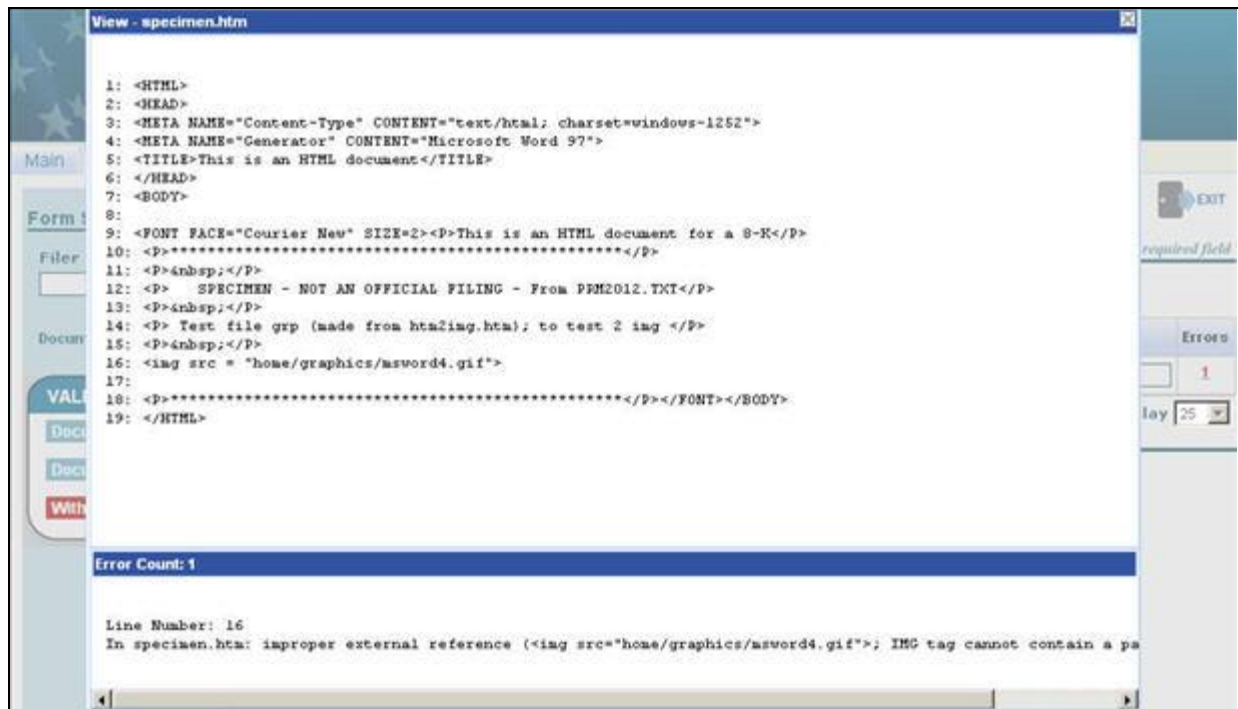 View - specimen.htm
1: <HTML>
2: <HEAD>
3: <META NAME="Content-Type" CONTENT="text/html; charset=windows-1252">
4: <META NAME="Generator" CONTENT="Microsoft Word 97">
5: <TITLE>This is an HTML document</TITLE>
6: </HEAD>
7: <BODY>
8:
9: <FONT FACE="Courier New" SIZE=2><P>This is an HTML document for a 8-K</P>
10: <P>*************************************************</P>
11: <P>&nbsp;</P>
12: <P>   SPECIMEN - NOT AN OFFICIAL FILING - From PRM2012.TXT</P>
13: <P>&nbsp;</P>
14: <P> Test file grp (made from htm2img.htm); to test 2 img </P>
15: <P>&nbsp;</P>
16: <img src = "home/graphics/msword4.gif">
17:
18: <P>*************************************************</P></FONT></BODY>
19: </HTML>
Main
Form
Filer
Docum
VALI
Docu
Docu
With
EXIT
required field
Errors
1
lay 25
Error Count: 1
Line Number: 16
In specimen.htm: improper external reference (<img src="home/graphics/msword4.gif">; IMG tag cannot contain a pa